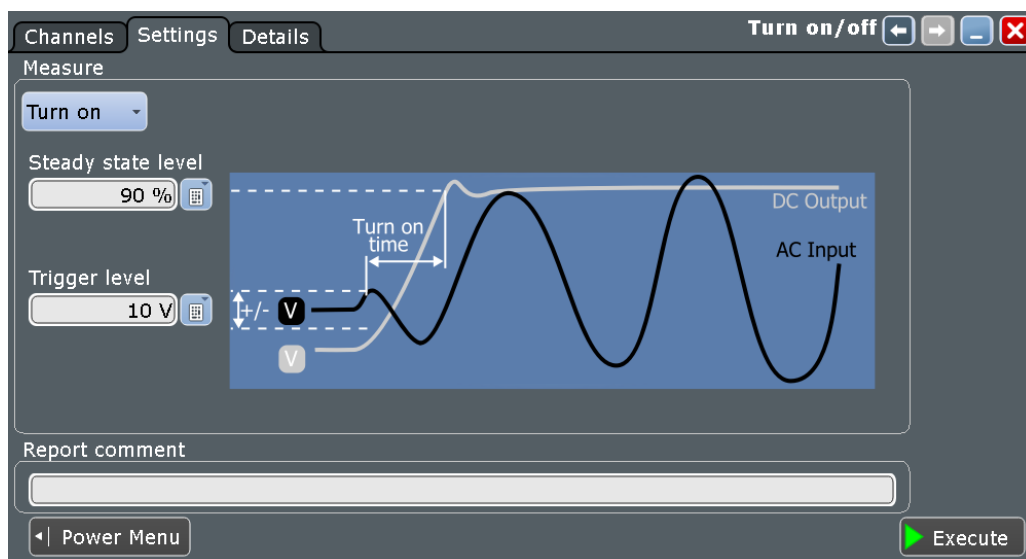 Channels Settings Details Turn on/off
Measure
Turn on
Steady state level
90 %
DC Output
Turn on
time
AC Input
Trigger level
10 V
+/- V
V
Report comment
Power Menu Execute